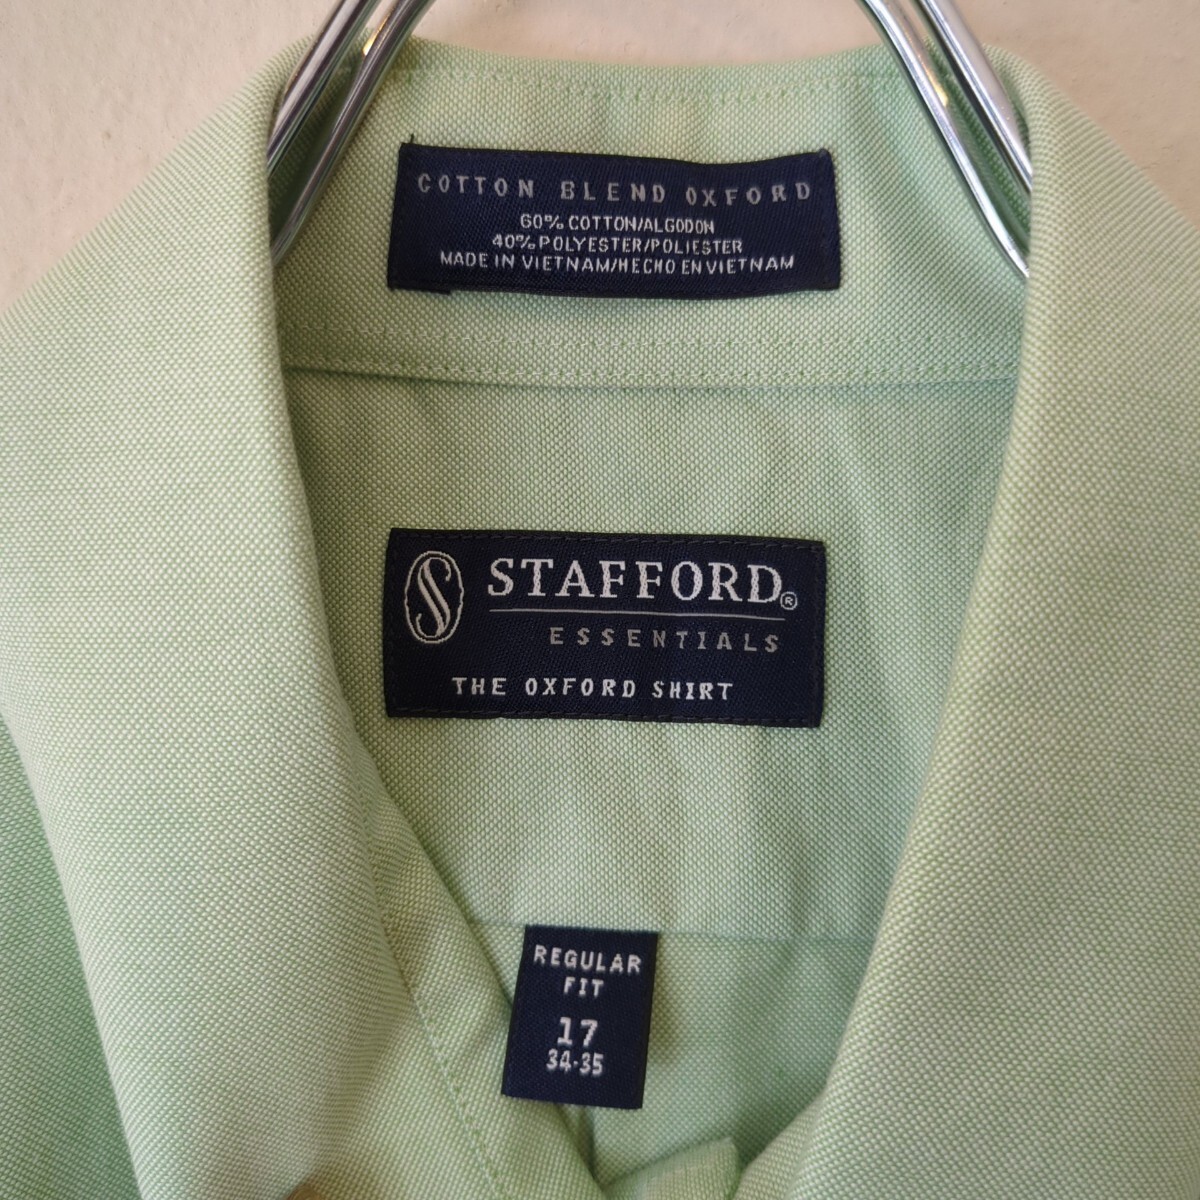 COTTON BLEND OXFORD
60% COTTON/ALGODON
40% POLYESTER/POLIESTER
MADE IN VIETNAM/HECHO EN VIETNAM
S STAFFORD®
ESSENTIALS
THE OXFORD SHIRT
REGULAR
FIT
17
34-35